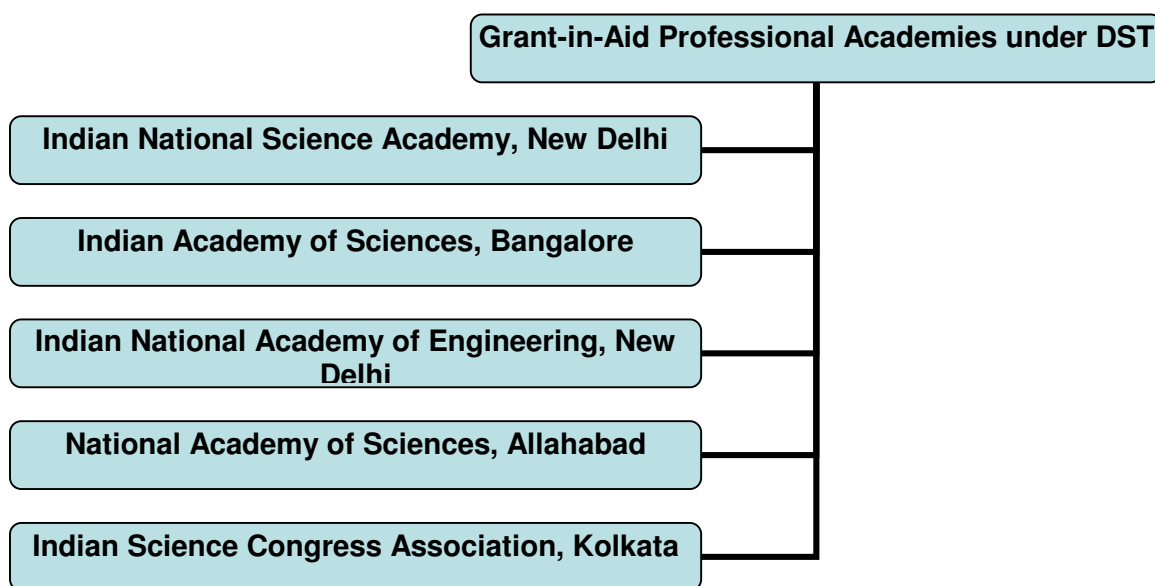 Grant-in-Aid Professional Academies under DST
Indian National Science Academy, New Delhi
Indian Academy of Sciences, Bangalore
Indian National Academy of Engineering, New
Delhi
National Academy of Sciences, Allahabad
Indian Science Congress Association, Kolkata